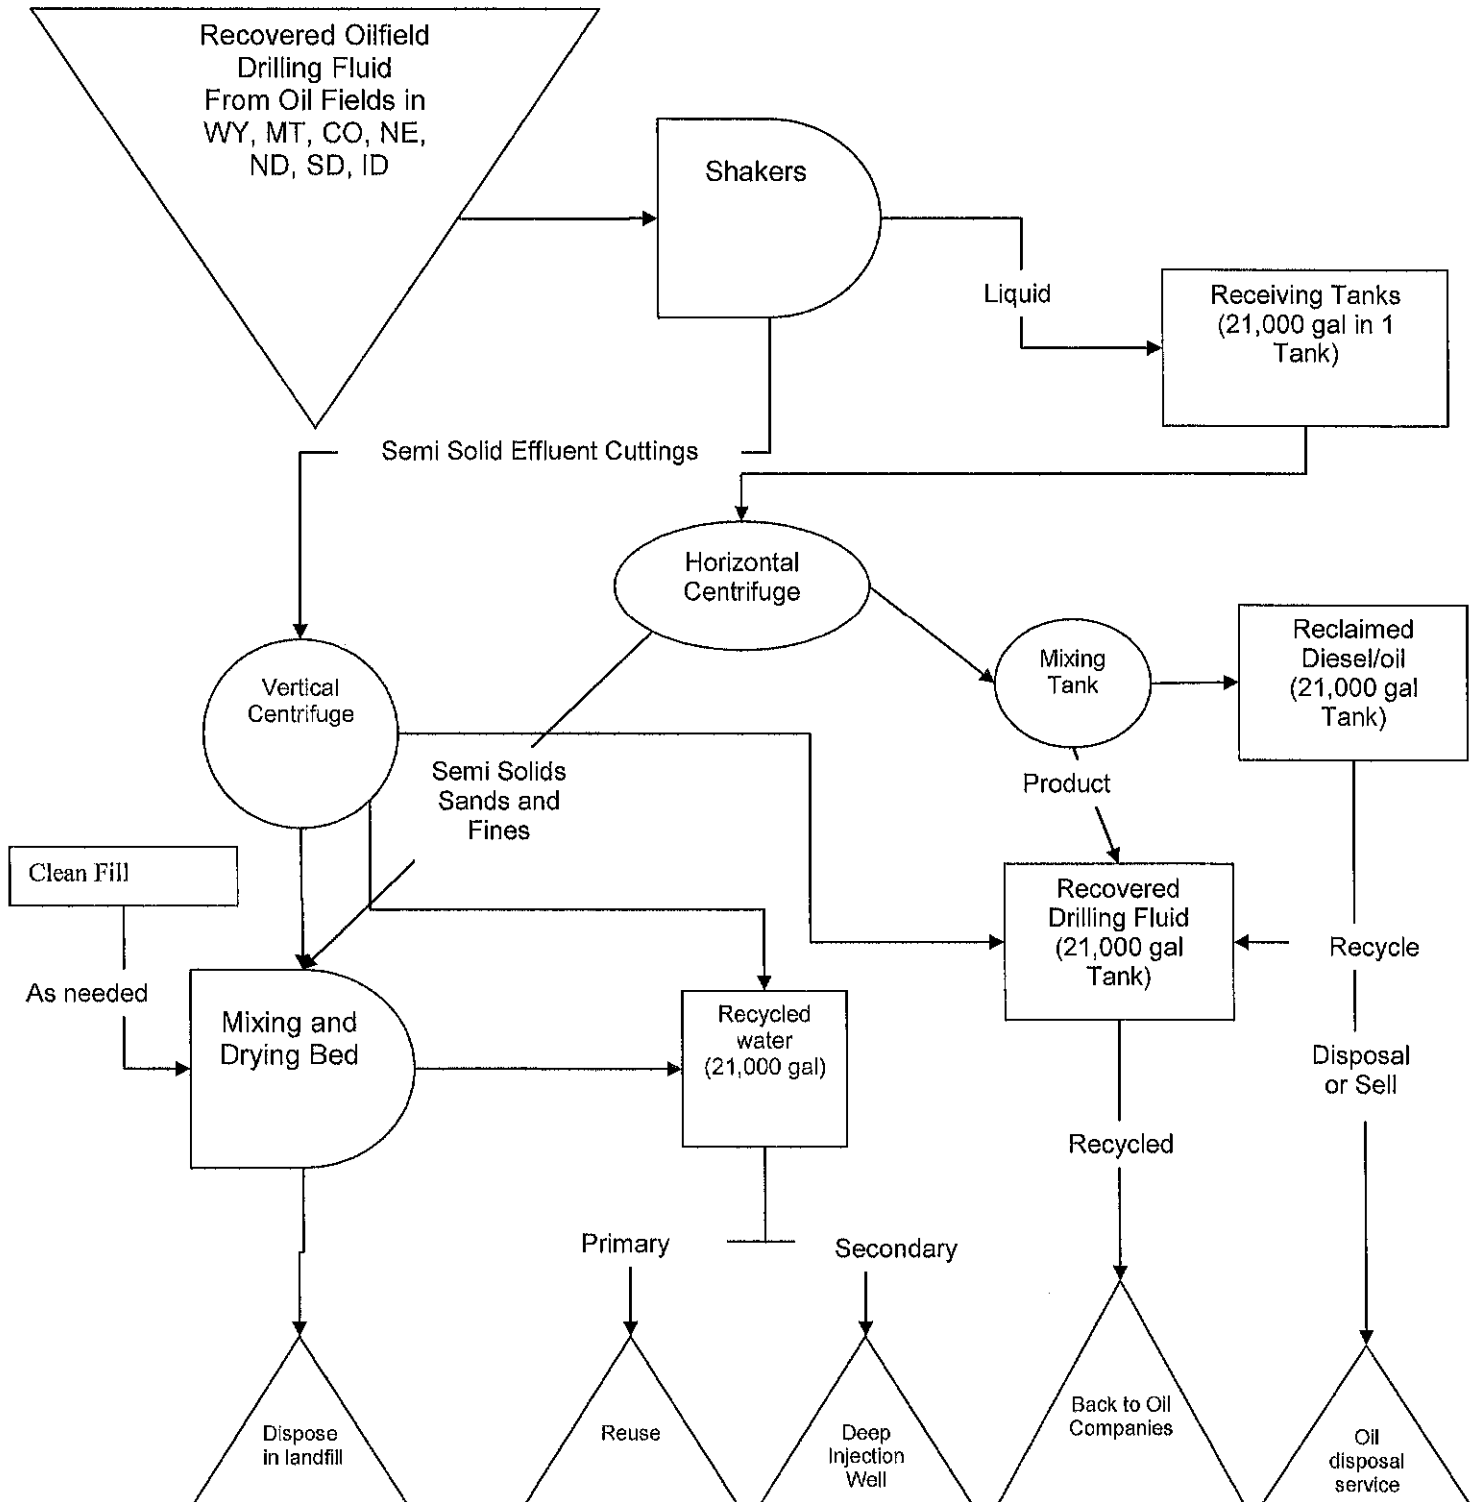 Recovered Oilfield
Drilling Fluid
From Oil Fields in
WY, MT, CO, NE,
ND, SD, ID
Shakers
Liquid
Receiving Tanks
(21,000 gal in 1
Tank)
Semi Solid Effluent Cuttings
Horizontal
Centrifuge
Mixing
Tank
Reclaimed
Diesel/oil
(21,000 gal
Tank)
Vertical
Centrifuge
Semi Solids
Sands and
Fines
Product
Clean Fill
Recovered
Drilling Fluid
(21,000 gal
Tank)
Recycle
As needed
Mixing and
Drying Bed
Recycled
water
(21,000 gal)
Disposal
or Sell
Recycled
Primary
Secondary
Dispose
in landfill
Reuse
Deep
Injection
Well
Back to Oil
Companies
Oil
disposal
service